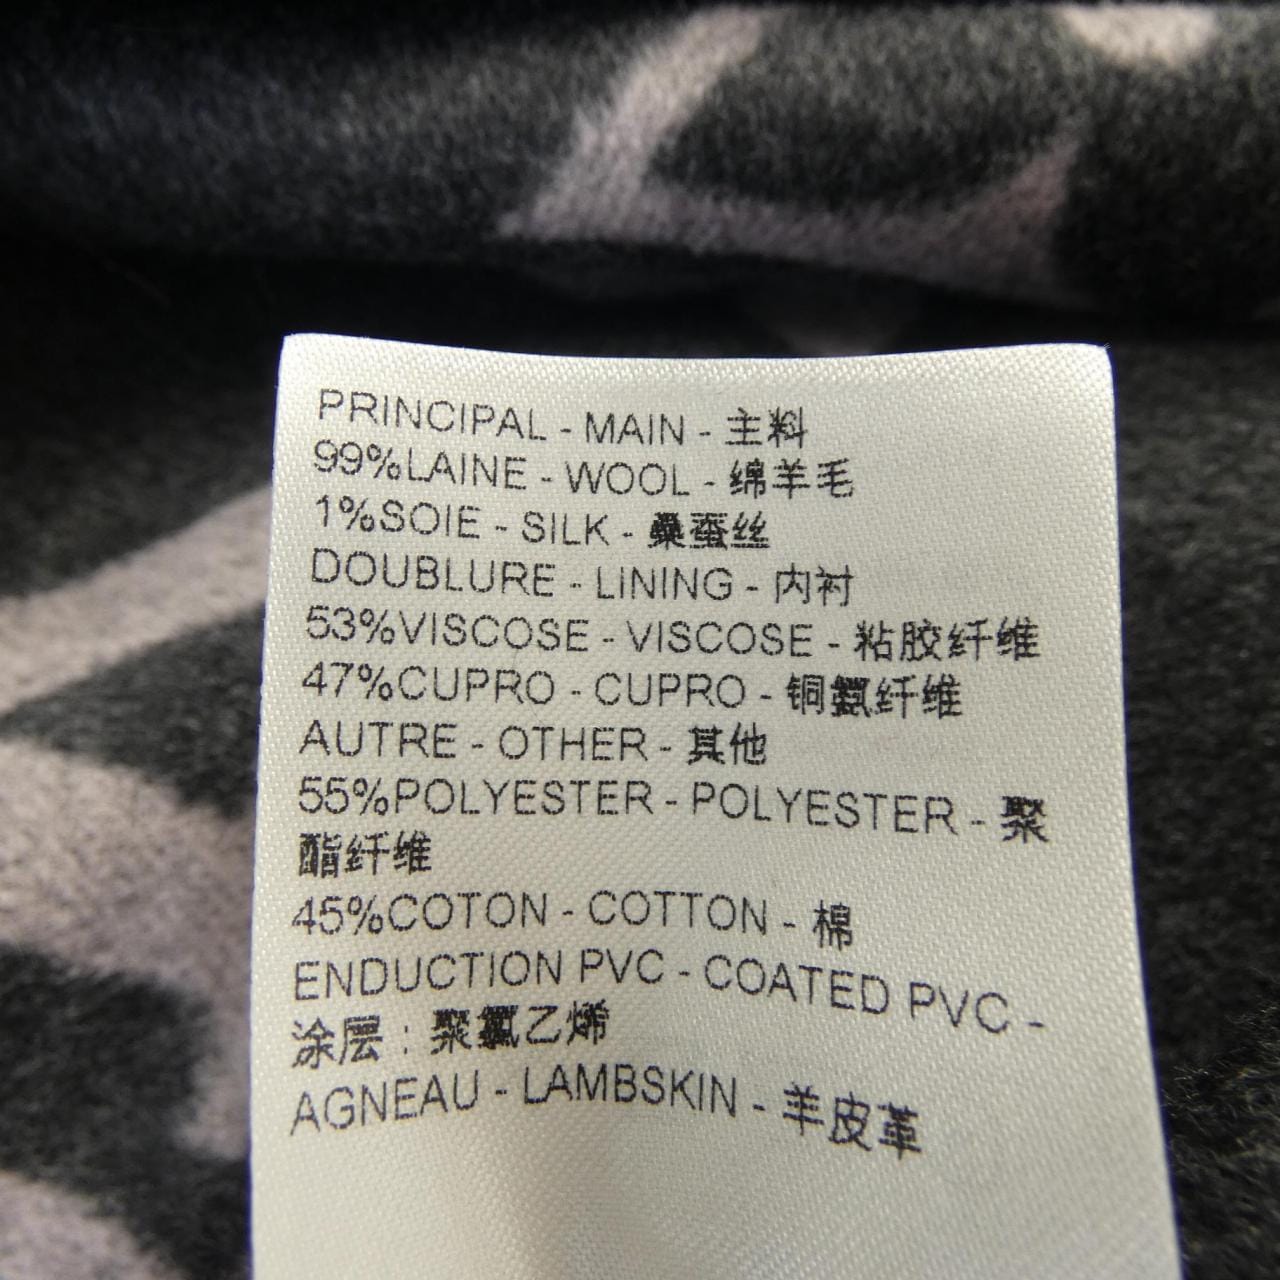 PRINCIPAL - MAIN - 主料
99%LAINE - WOOL - 绵羊毛
1%SOIE - SILK - 桑蚕丝
DOUBLURE - LINING - 内衬
53%VISCOSE - VISCOSE - 粘胶纤维
47%CUPRO - CUPRO - 铜氨纤维
AUTRE - OTHER - 其他
55%POLYESTER - POLYESTER - 聚
酯纤维
45%COTON - COTTON - 棉
ENDUCTION PVC - COATED PVC -
涂层 : 聚氯乙烯
AGNEAU - LAMBSKIN - 羊皮革